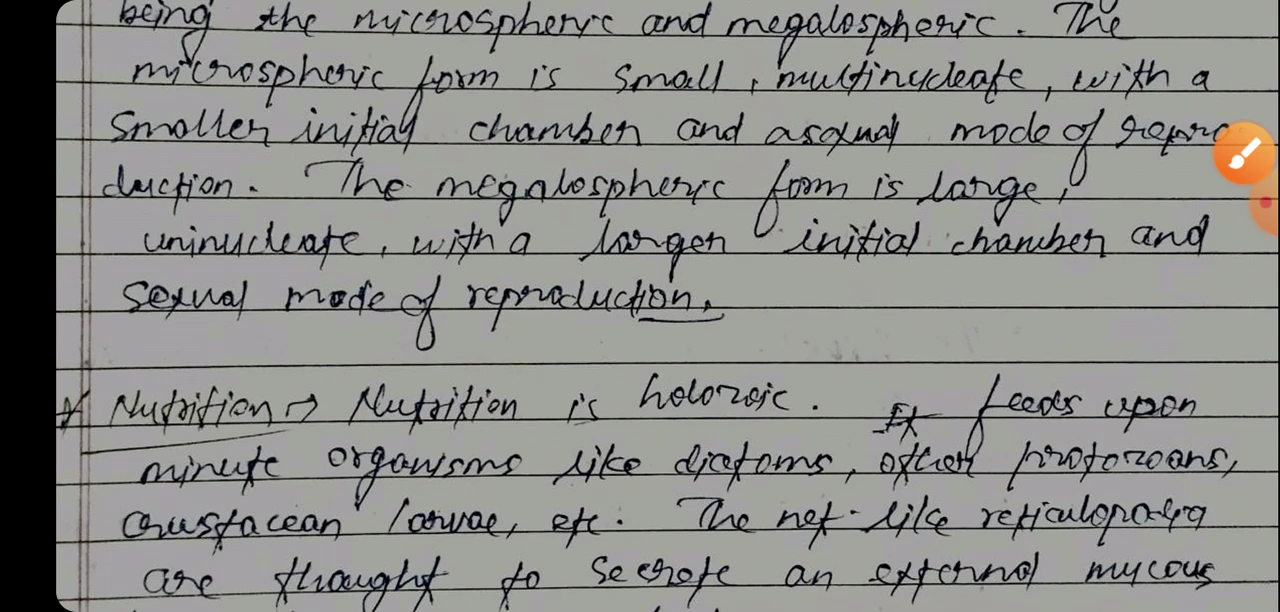 being the microspheric and megalospheric. The
microspheric form is small, multinucleate, with a
smaller initial chamber and asexual mode of repro
duction. The megalospheric form is large,
uninucleate, with a larger initial chamber and
sexual mode of reproduction.
Nutrition → Nutrition is holozoic. It feeds upon
minute organisms like diatoms, other protozoans,
crustacean larvae, etc. The net-like reticulopodia
are thought to secrete an external mucous